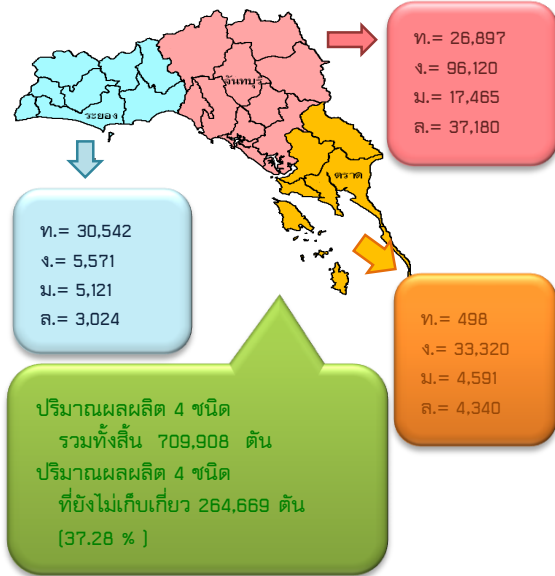 ท.= 26,897
ง.= 96,120
ม.= 17,465
ล.= 37,180
จันทบุรี
ระยอง
ตราด
ท.= 30,542
ง.= 5,571
ม.= 5,121
ล.= 3,024
ท.= 498
ง.= 33,320
ม.= 4,591
ล.= 4,340
ปริมาณผลผลิต 4 ชนิด
รวมทั้งสิ้น 709,908 ตัน
ปริมาณผลผลิต 4 ชนิด
ที่ยังไม่เก็บเกี่ยว 264,669 ตัน
(37.28 % )